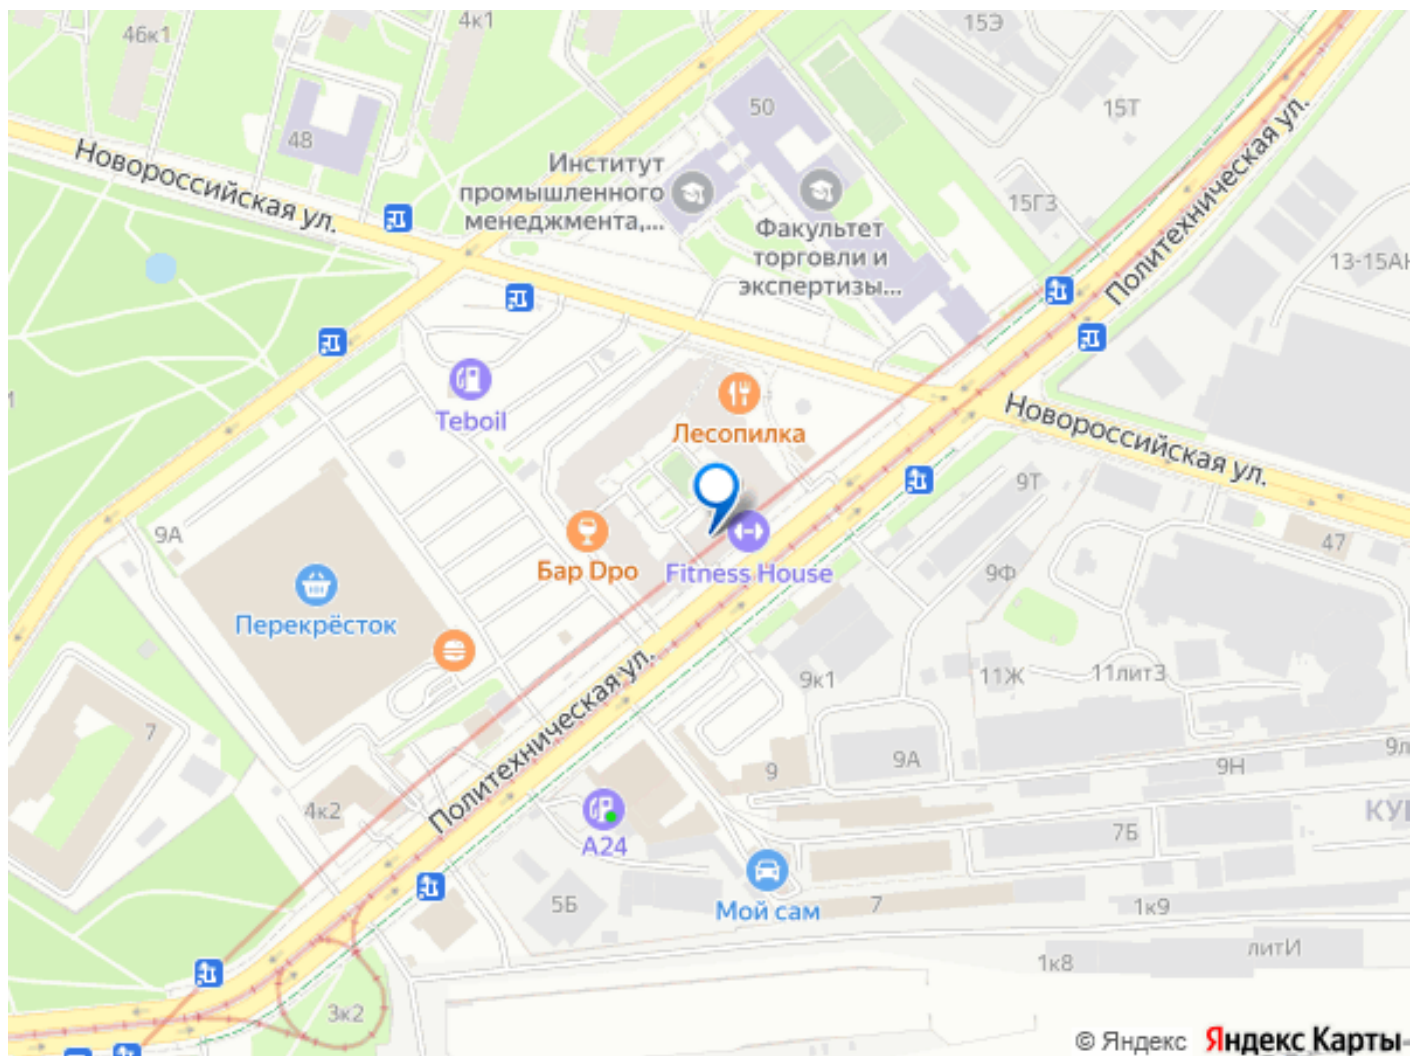 46к1
4к1
15Э
50
15Т
48
Новороссийская ул.
Институт
промышленного
менеджмента,...
Факультет
торговли и
экспертизы...
15Г3
Политехническая ул.
13-15А
Teboil
Лесопилка
Новороссийская ул.
9А
9Т
47
Бар Dро
Fitness House
9Ф
Перекрёсток
9к1
11Ж
11лит3
7
Политехническая ул.
9
9А
9Н
4к2
А24
7Б
5Б
Мой сам
7
1к9
1к8
литИ
3к2
© Яндекс Яндекс Карты